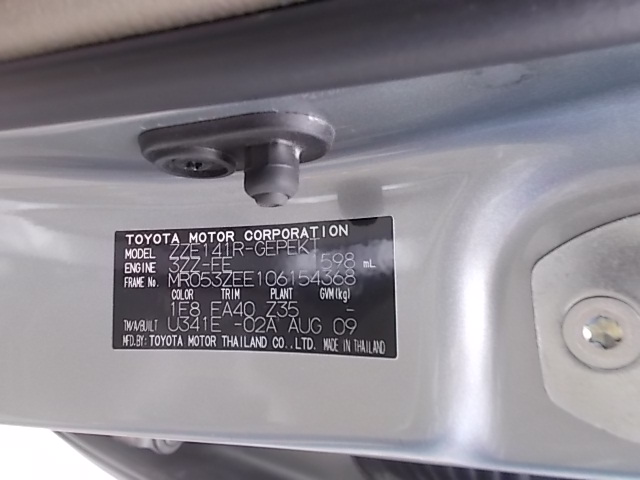 TOYOTA MOTOR CORPORATION
MODEL ZZE141R-GEPEKT
ENGINE 3ZZ-FE 1598 mL
FRAME No. MR053ZEE106154368
COLOR TRIM PLANT GVM(kg)
1F8 FA40 Z35 -
TM/A/BUILT U341E -02A AUG 09
MFD.BY: TOYOTA MOTOR THAILAND CO.,LTD. MADE IN THAILAND